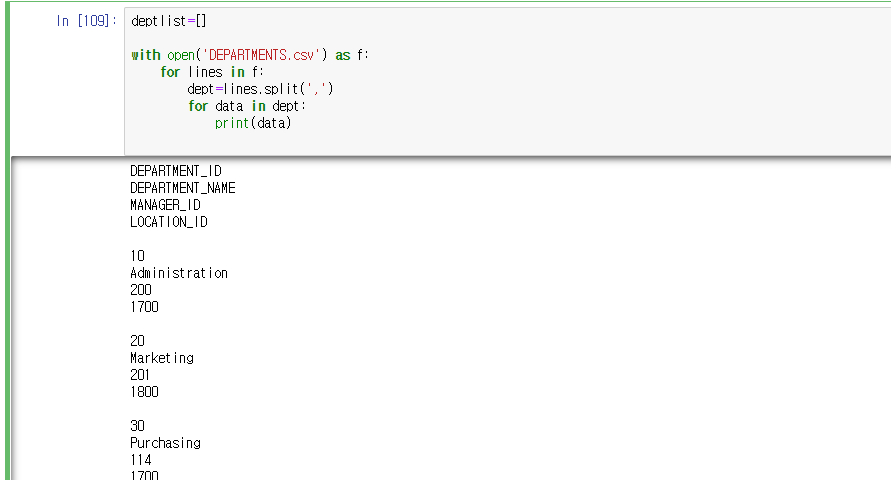 In [109]:
deptlist=[]
with open('DEPARTMENTS.csv') as f:
    for lines in f:
        dept=lines.split(',')
        for data in dept:
            print(data)
DEPARTMENT_ID
DEPARTMENT_NAME
MANAGER_ID
LOCATION_ID
10
Administration
200
1700
20
Marketing
201
1800
30
Purchasing
114
1700